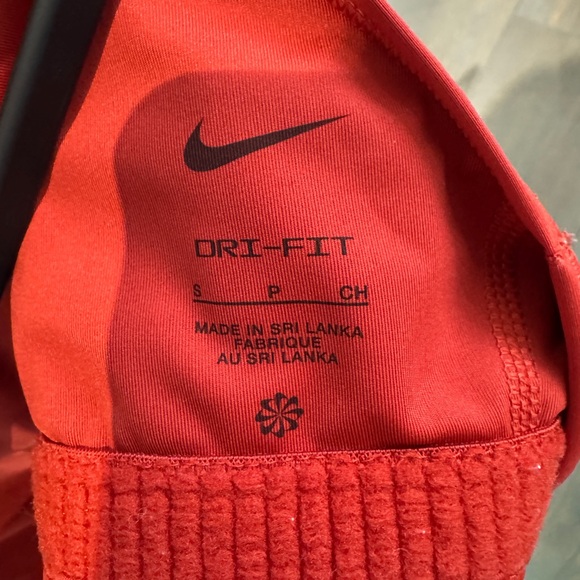 DRI-FIT
S P CH
MADE IN SRI LANKA
FABRIQUE
AU SRI LANKA